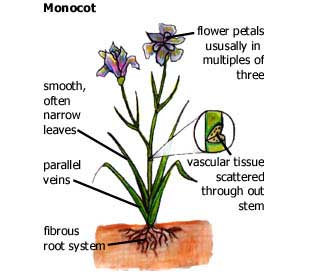 Monocot
flower petals
ususally in
multiples of
three
smooth,
often
narrow
leaves
parallel
veins
vascular tissue
scattered
through out
stem
fibrous
root system